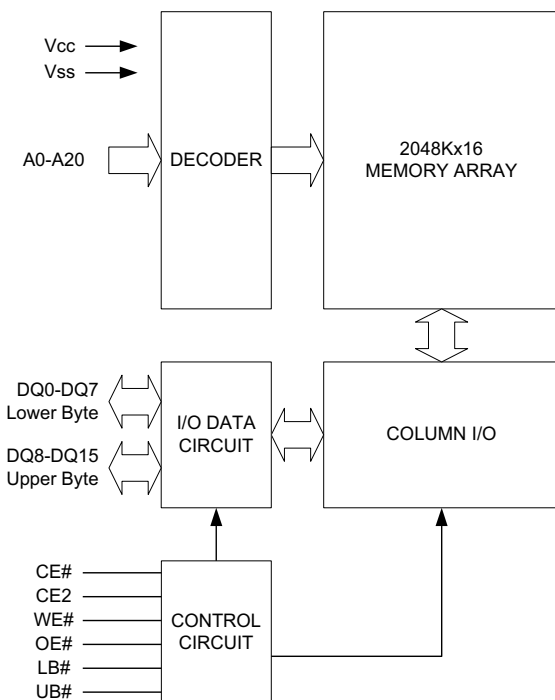 Vcc
Vss
A0-A20
DECODER
2048Kx16
MEMORY ARRAY
DQ0-DQ7
Lower Byte
DQ8-DQ15
Upper Byte
I/O DATA
CIRCUIT
COLUMN I/O
CE#
CE2
WE#
OE#
LB#
UB#
CONTROL
CIRCUIT